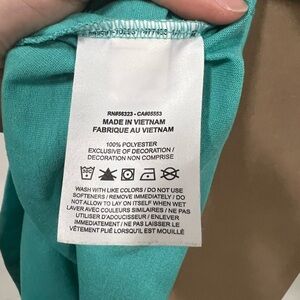 RN#56323 - CA#05553
MADE IN VIETNAM
FABRIQUE AU VIETNAM
100% POLYESTER
EXCLUSIVE OF DECORATION /
DECORATION NON COMPRISE
WASH WITH LIKE COLORS / DO NOT USE
SOFTENERS / REMOVE IMMEDIATELY / DO
NOT ALLOW TO LAY ON ITSELF WHEN WET
LAVER AVEC COULEURS SIMILAIRES / NE PAS
UTILISER D'ADOUCISSEUR / ENLEVER
IMMEDIATEMENT / NE PAS LAISSER LE
VÊTEMENT PLIÉ LORSQU'IL EST MOUILLÉ